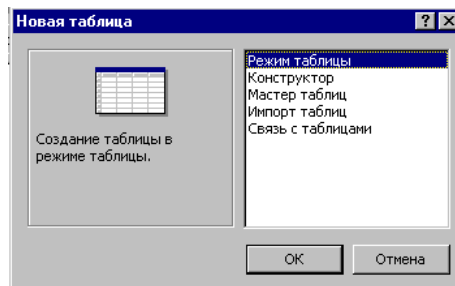 Новая таблица
Создание таблицы в
режиме таблицы.
Режим таблицы
Конструктор
Мастер таблиц
Импорт таблиц
Связь с таблицами
ОК
Отмена